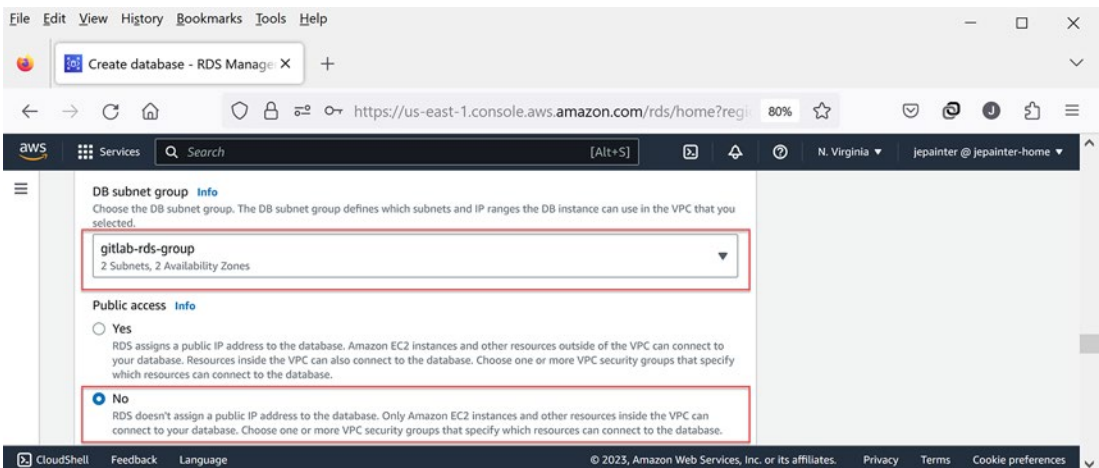 File Edit View History Bookmarks Tools Help
Create database - RDS Manage
https://us-east-1.console.aws.amazon.com/rds/home?regi 80%
aws Services Search [Alt+S] N. Virginia jepainter @ jepainter-home
DB subnet group Info
Choose the DB subnet group. The DB subnet group defines which subnets and IP ranges the DB instance can use in the VPC that you
selected.
gitlab-rds-group
2 Subnets, 2 Availability Zones
Public access Info
Yes
RDS assigns a public IP address to the database. Amazon EC2 instances and other resources outside of the VPC can connect to
your database. Resources inside the VPC can also connect to the database. Choose one or more VPC security groups that specify
which resources can connect to the database.
No
RDS doesn't assign a public IP address to the database. Only Amazon EC2 instances and other resources inside the VPC can
connect to your database. Choose one or more VPC security groups that specify which resources can connect to the database.
CloudShell Feedback Language © 2023, Amazon Web Services, Inc. or its affiliates. Privacy Terms Cookie preferences